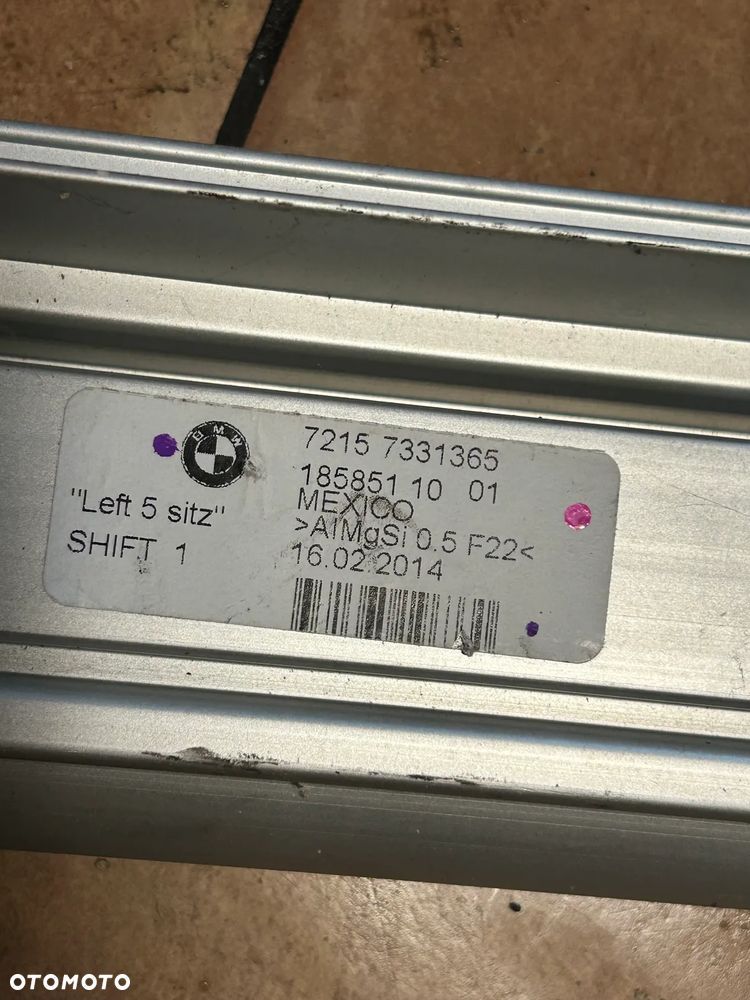 BMW
7215 7331365
185851 10 01
MEXICO
>AlMgSi 0.5 F22<
16.02.2014
"Left 5 sitz"
SHIFT 1
OTOMOTO